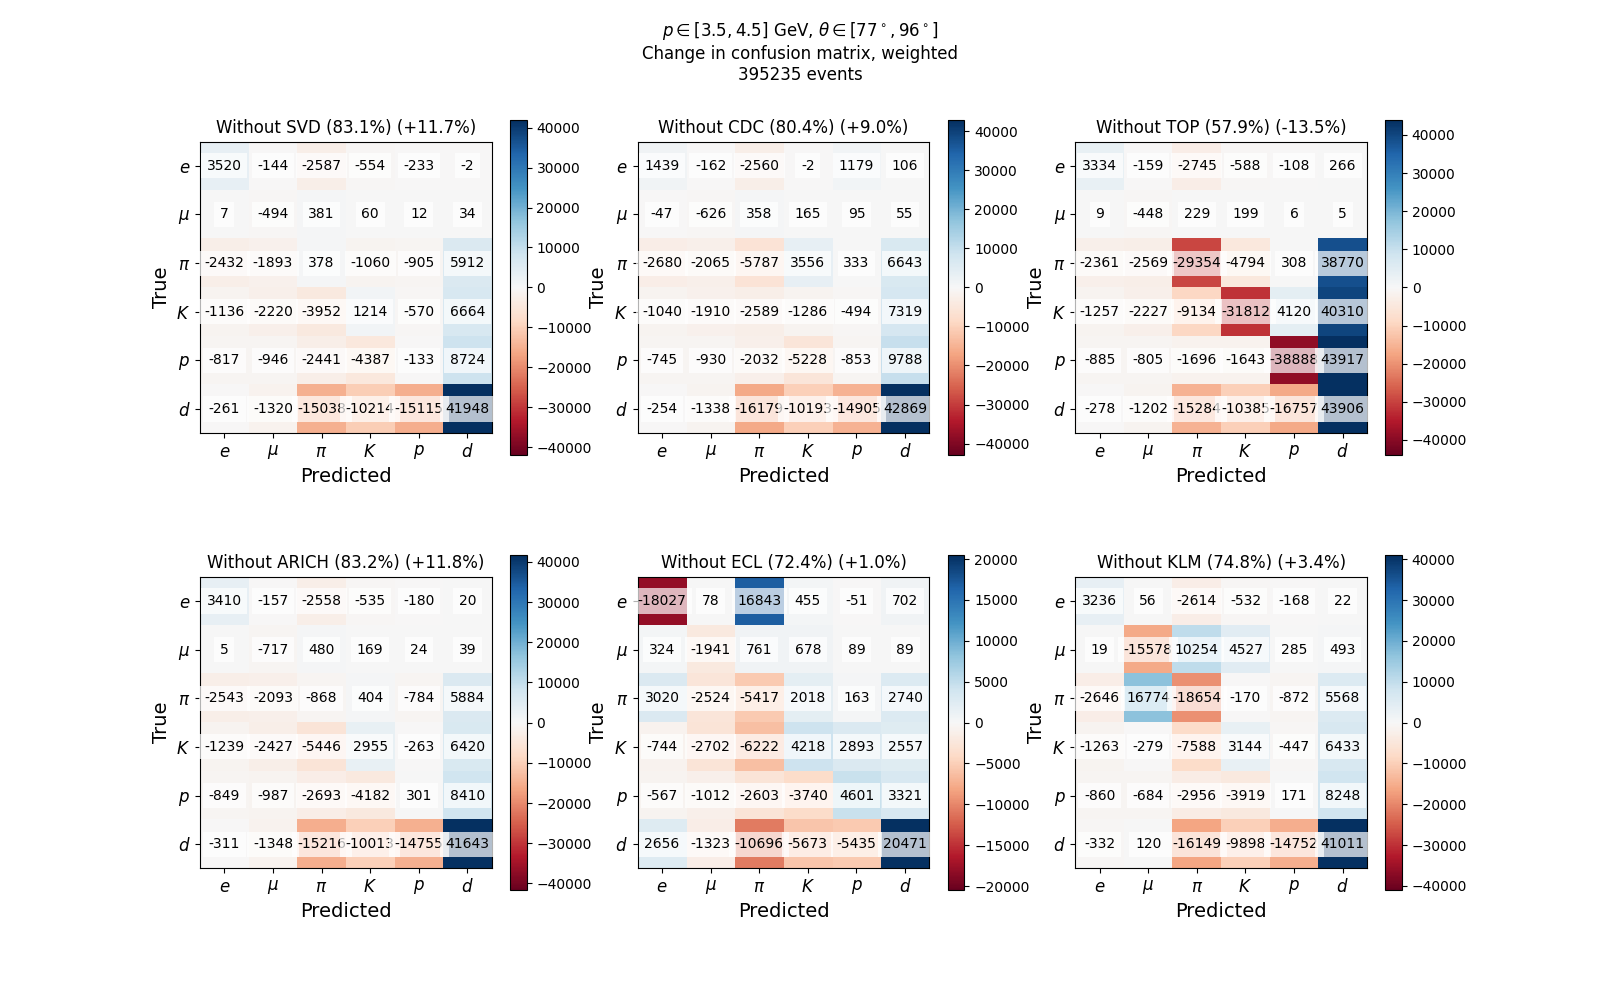 p ∈ [3.5, 4.5] GeV, θ ∈ [77°, 96°]
Change in confusion matrix, weighted
395235 events
Without SVD (83.1%) (+11.7%)
e 3520 -144 -2587 -554 -233 -2
μ 7 -494 381 60 12 34
π -2432 -1893 378 -1060 -905 5912
K -1136 -2220 -3952 1214 -570 6664
p -817 -946 -2441 -4387 -133 8724
d -261 -1320 -15038 -10214 -15115 41948
e μ π K p d
Predicted
True
40000
30000
20000
10000
0
−10000
−20000
−30000
−40000
Without CDC (80.4%) (+9.0%)
1439 -162 -2560 -2 1179 106
-47 -626 358 165 95 55
-2680 -2065 -5787 3556 333 6643
-1040 -1910 -2589 -1286 -494 7319
-745 -930 -2032 -5228 -853 9788
-254 -1338 -16179 -10193 -14905 42869
e μ π K p d
Predicted
True
40000
30000
20000
10000
0
−10000
−20000
−30000
−40000
Without TOP (57.9%) (-13.5%)
e 3334 -159 -2745 -588 -108 266
μ 9 -448 229 199 6 5
π -2361 -2569 -29354 -4794 308 38770
K -1257 -2227 -9134 -31812 4120 40310
p -885 -805 -1696 -1643 -38888 43917
d -278 -1202 -15284 -10385 -16757 43906
e μ π K p d
Predicted
True
40000
30000
20000
10000
0
−10000
−20000
−30000
−40000
Without ARICH (83.2%) (+11.8%)
e 3410 -157 -2558 -535 -180 20
μ 5 -717 480 169 24 39
π -2543 -2093 -868 404 -784 5884
K -1239 -2427 -5446 2955 -263 6420
p -849 -987 -2693 -4182 301 8410
d -311 -1348 -15216 -10013 -14755 41643
e μ π K p d
Predicted
True
40000
30000
20000
10000
0
−10000
−20000
−30000
−40000
Without ECL (72.4%) (+1.0%)
e -18027 78 16843 455 -51 702
μ 324 -1941 761 678 89 89
π 3020 -2524 -5417 2018 163 2740
K -744 -2702 -6222 4218 2893 2557
p -567 -1012 -2603 -3740 4601 3321
d 2656 -1323 -10696 -5673 -5435 20471
e μ π K p d
Predicted
True
20000
15000
10000
5000
0
−5000
−10000
−15000
−20000
Without KLM (74.8%) (+3.4%)
e 3236 56 -2614 -532 -168 22
μ 19 -15578 10254 4527 285 493
π -2646 16774 -18654 -170 -872 5568
K -1263 -279 -7588 3144 -447 6433
p -860 -684 -2956 -3919 171 8248
d -332 120 -16149 -9898 -14752 41011
e μ π K p d
Predicted
True
40000
30000
20000
10000
0
−10000
−20000
−30000
−40000